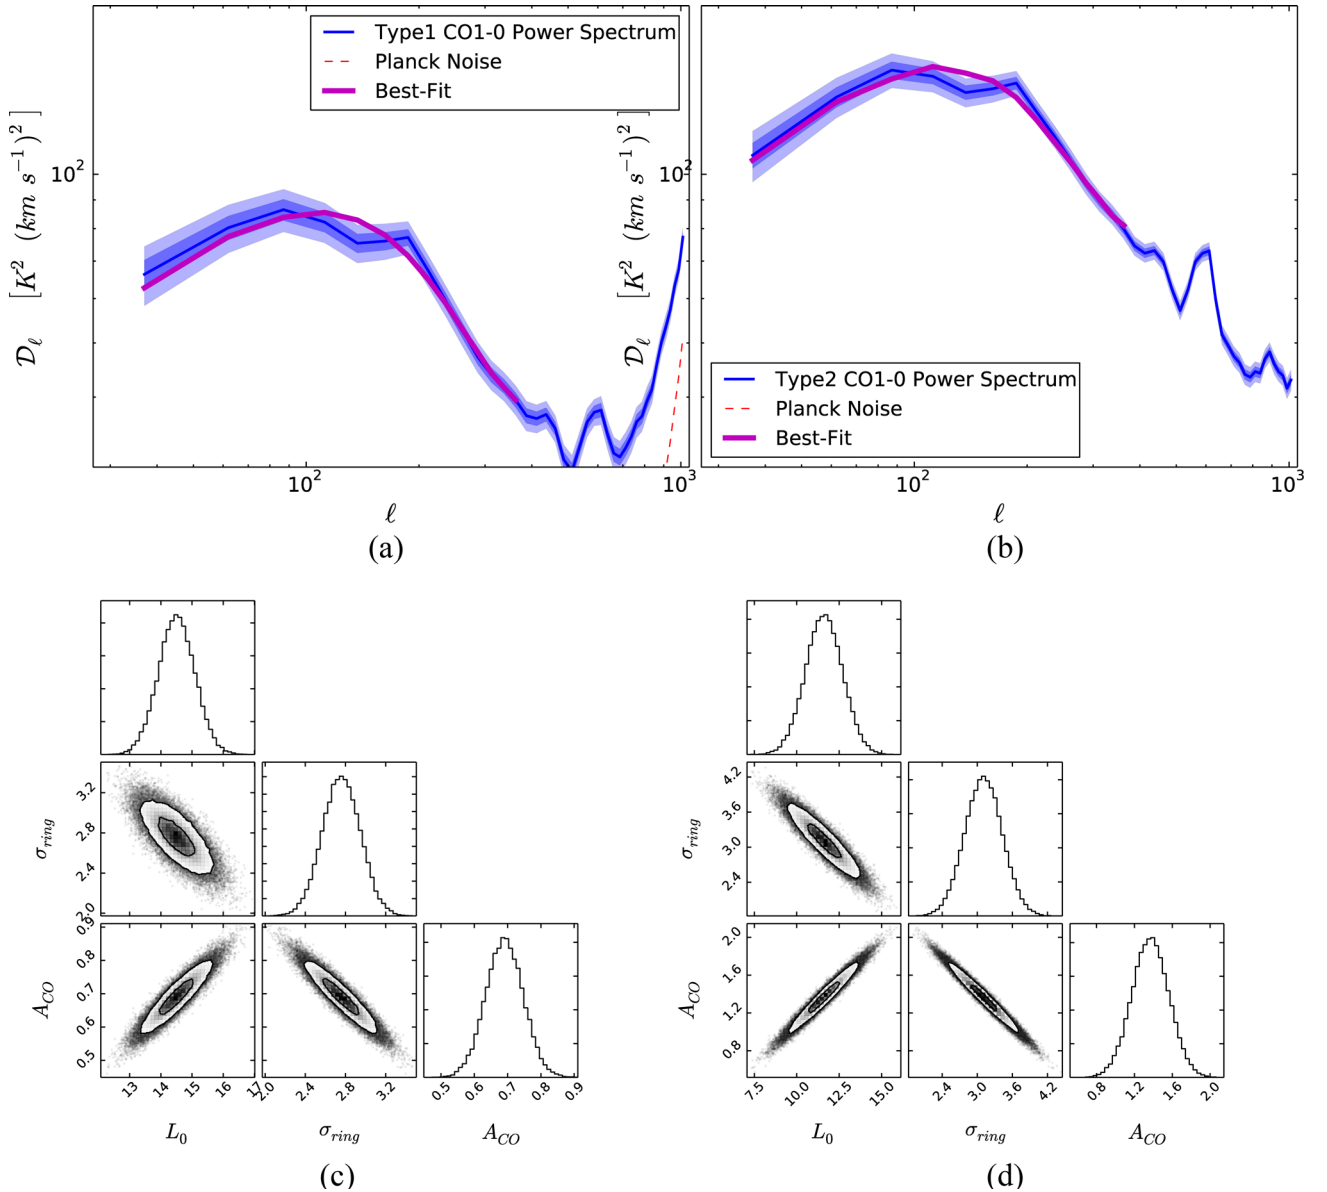 Type1 CO1-0 Power Spectrum
Planck Noise
Best-Fit
𝒟ℓ [K² (km s⁻¹)²]
10²
10² 10³
ℓ
(a)
𝒟ℓ [K² (km s⁻¹)²]
10²
Type2 CO1-0 Power Spectrum
Planck Noise
Best-Fit
10² 10³
ℓ
(b)
σring
3.2
2.8
2.4
2.0
ACO
0.9
0.8
0.7
0.6
0.5
13 14 15 16 17
L0
2.0 2.4 2.8 3.2
σring
0.5 0.6 0.7 0.8 0.9
ACO
(c)
σring
4.2
3.6
3.0
2.4
ACO
2.0
1.6
1.2
0.8
7.5 10.0 12.5 15.0
L0
2.4 3.0 3.6 4.2
σring
0.8 1.2 1.6 2.0
ACO
(d)